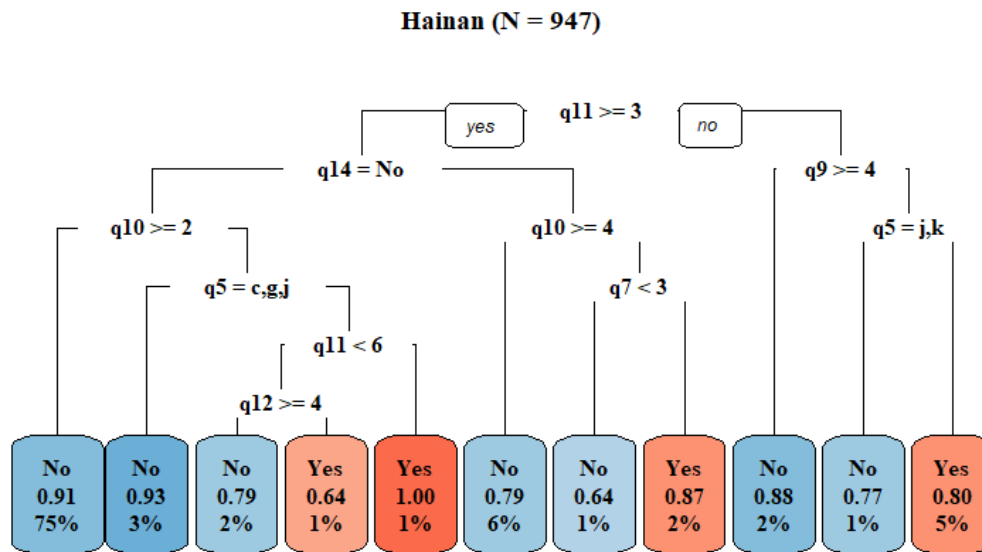 Hainan (N = 947)
yes
q11 >= 3
no
q14 = No
q9 >= 4
q10 >= 2
q10 >= 4
q5 = j,k
q5 = c,g,j
q7 < 3
q11 < 6
q12 >= 4
No No No Yes Yes No No Yes No No Yes
0.91 0.93 0.79 0.64 1.00 0.79 0.64 0.87 0.88 0.77 0.80
75% 3% 2% 1% 1% 6% 1% 2% 2% 1% 5%